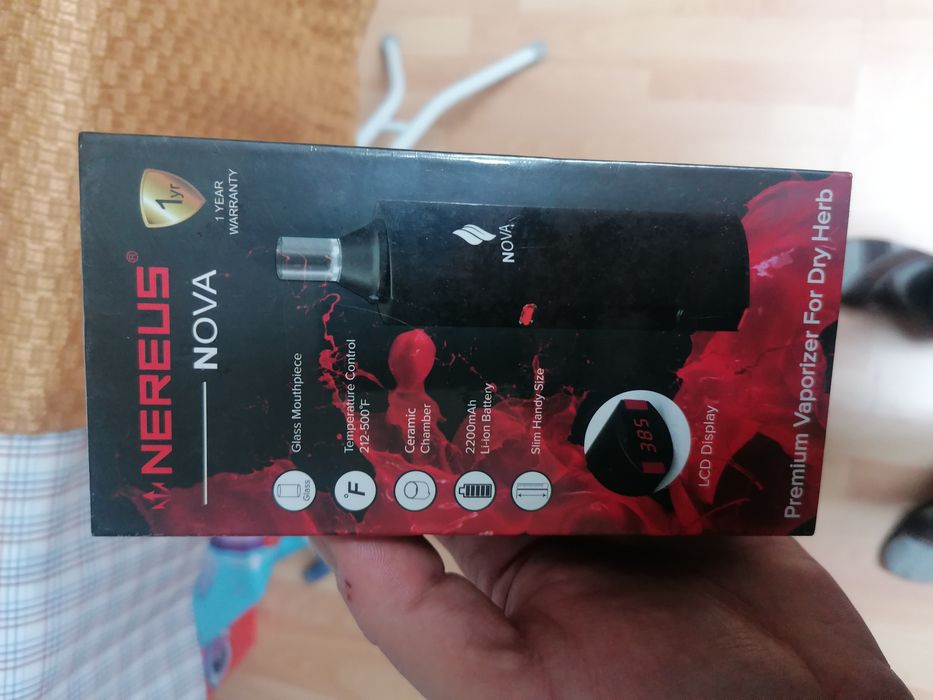 NEREUS®
NOVA
1yr
1 YEAR
WARRANTY
NOVA
Glass
Glass Mouthpiece
°F
Temperature Control
212-500°F
Ceramic
Chamber
2200mAh
Li-ion Battery
Slim Handy Size
385
LCD Display
Premium Vaporizer For Dry Herb